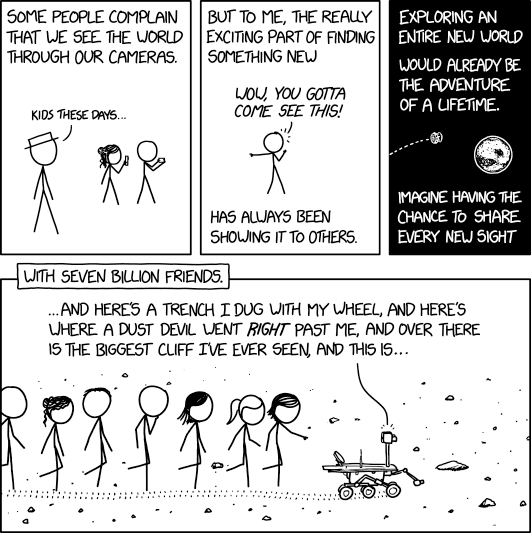 SOME PEOPLE COMPLAIN
THAT WE SEE THE WORLD
THROUGH OUR CAMERAS.
KIDS THESE DAYS...
BUT TO ME, THE REALLY
EXCITING PART OF FINDING
SOMETHING NEW
WOW, YOU GOTTA
COME SEE THIS!
HAS ALWAYS BEEN
SHOWING IT TO OTHERS.
EXPLORING AN
ENTIRE NEW WORLD
WOULD ALREADY BE
THE ADVENTURE
OF A LIFETIME.
IMAGINE HAVING THE
CHANCE TO SHARE
EVERY NEW SIGHT
WITH SEVEN BILLION FRIENDS.
...AND HERE'S A TRENCH I DUG WITH MY WHEEL, AND HERE'S
WHERE A DUST DEVIL WENT RIGHT PAST ME, AND OVER THERE
IS THE BIGGEST CLIFF I'VE EVER SEEN, AND THIS IS...